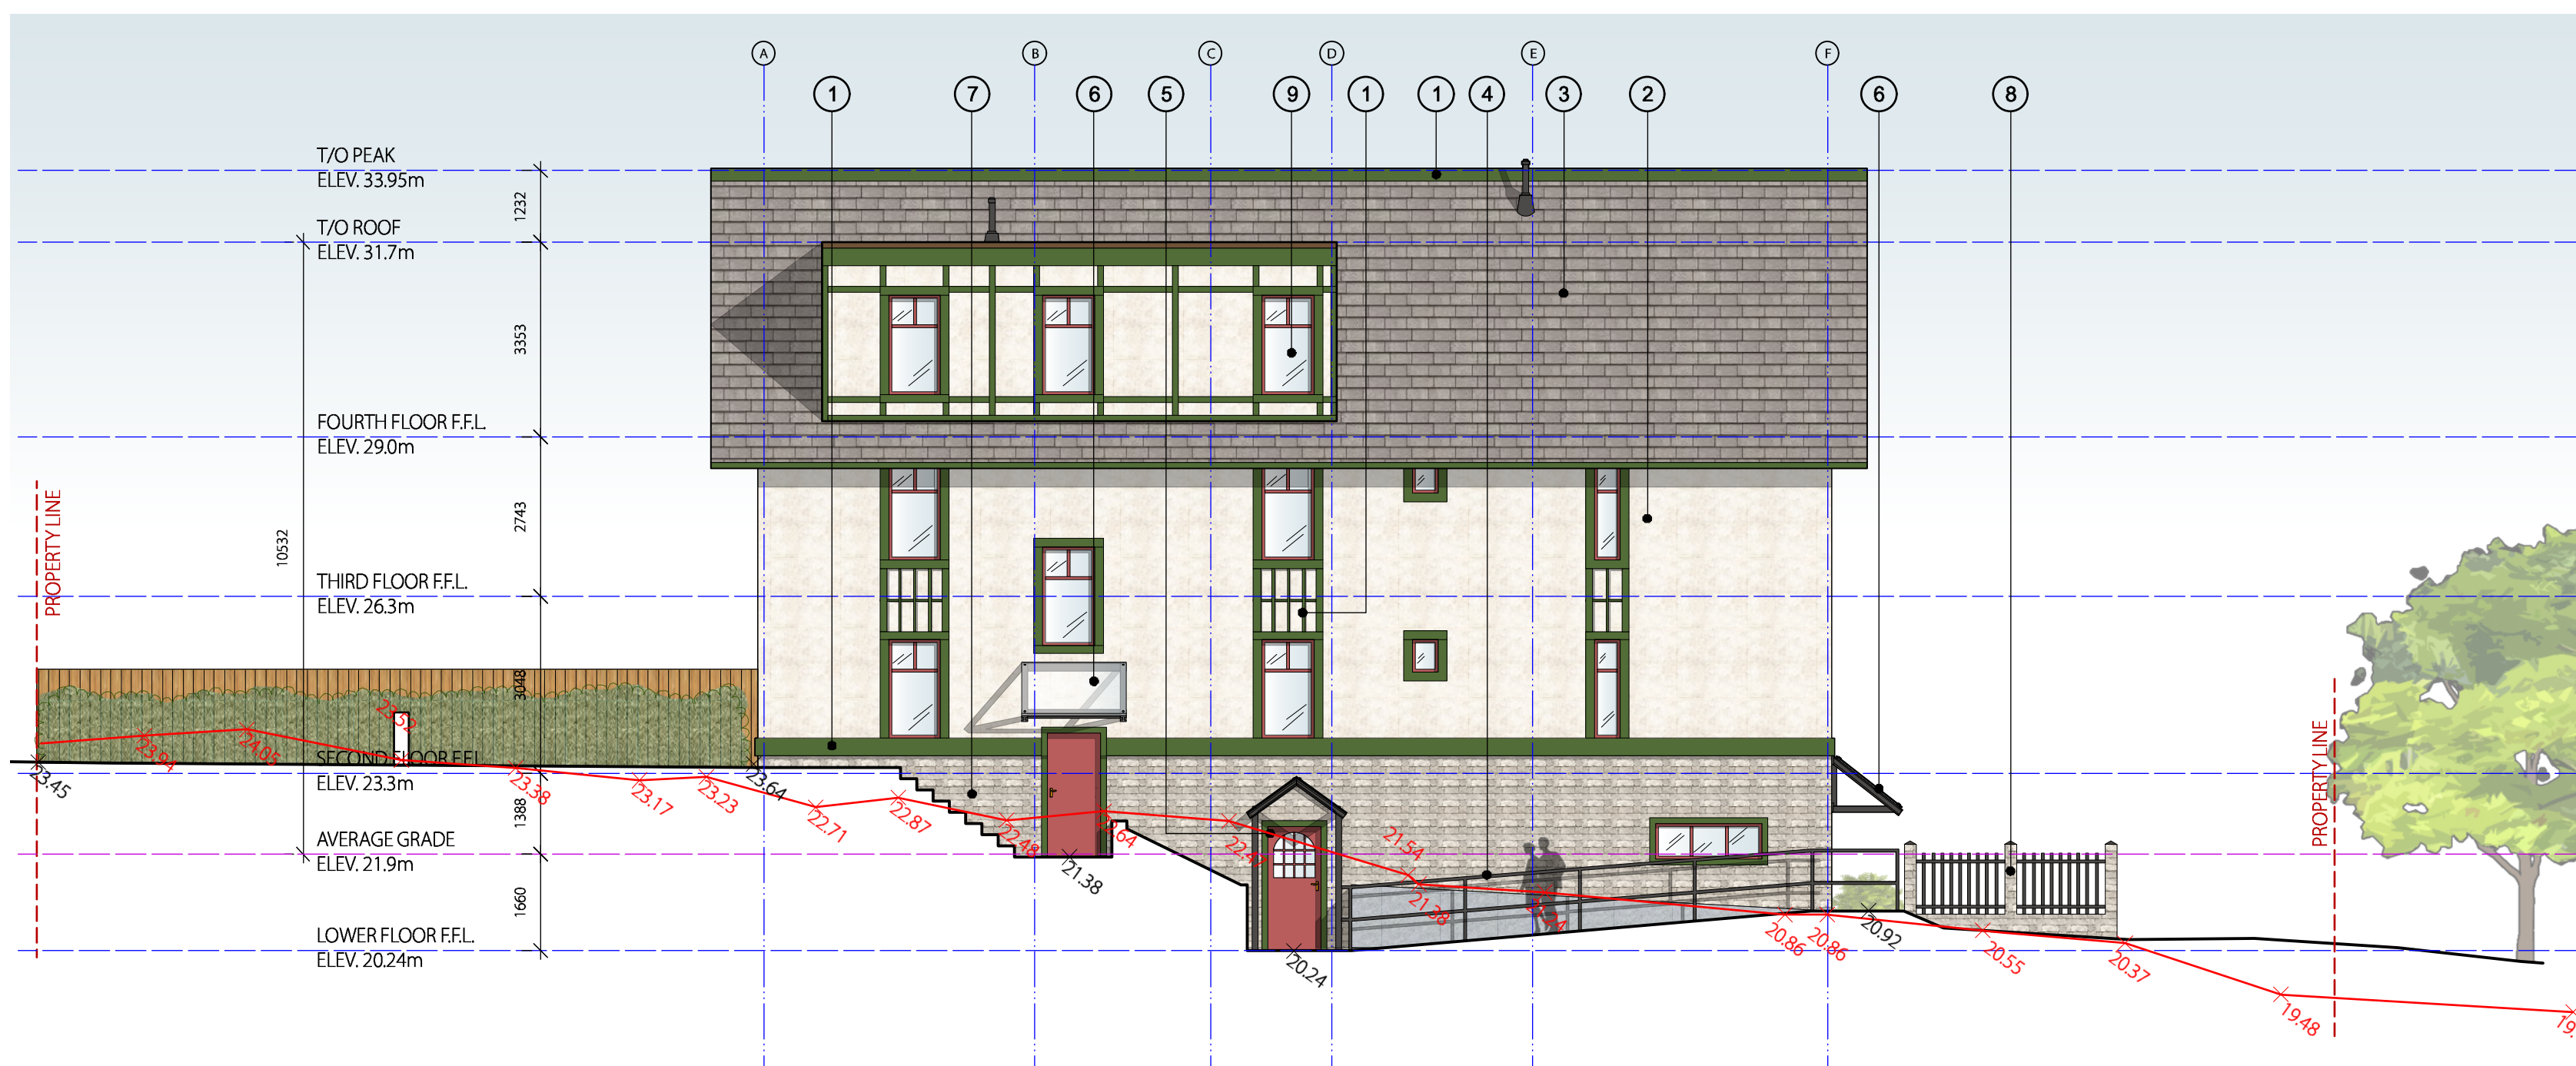 A
B
C
D
E
F
1
7
6
5
9
1
1
4
3
2
6
8
T/O PEAK
ELEV. 33.95m
1232
T/O ROOF
ELEV. 31.7m
3353
FOURTH FLOOR F.F.L.
ELEV. 29.0m
2743
10532
THIRD FLOOR F.F.L.
ELEV. 26.3m
3048
SECOND FLOOR F.F.L.
ELEV. 23.3m
1388
AVERAGE GRADE
ELEV. 21.9m
1660
LOWER FLOOR F.F.L.
ELEV. 20.24m
PROPERTY LINE
PROPERTY LINE
23.45
23.94
24.05
23.52
23.38
23.17
23.23
23.64
22.71
22.87
22.48
21.38
22.64
22.47
20.24
21.54
21.38
21.24
20.86
20.86
20.92
20.55
20.37
19.48
19.